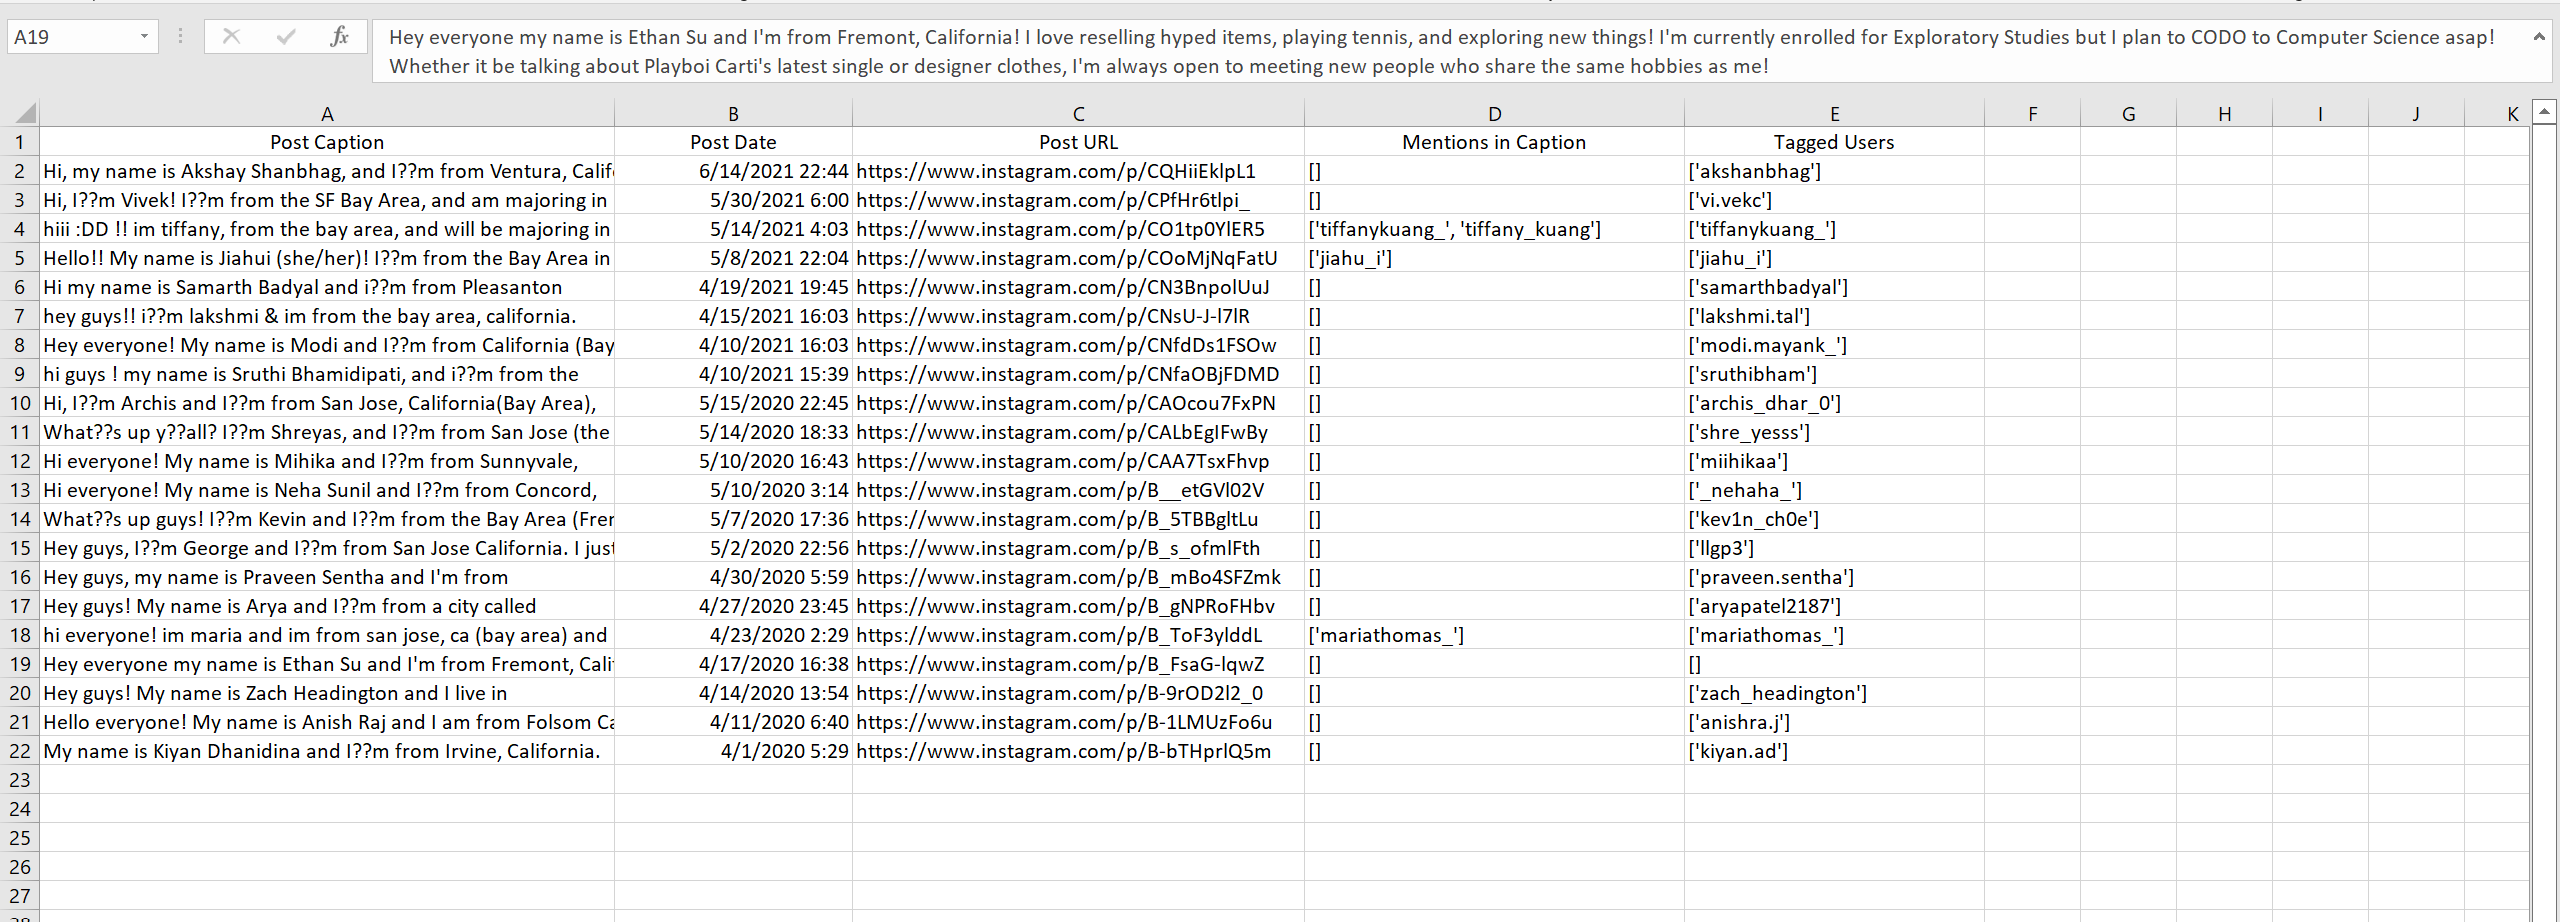 A19
fx
Hey everyone my name is Ethan Su and I'm from Fremont, California! I love reselling hyped items, playing tennis, and exploring new things! I'm currently enrolled for Exploratory Studies but I plan to CODO to Computer Science asap!
Whether it be talking about Playboi Carti's latest single or designer clothes, I'm always open to meeting new people who share the same hobbies as me!
A B C D E F G H I J K
1 Post Caption Post Date Post URL Mentions in Caption Tagged Users
2 Hi, my name is Akshay Shanbhag, and I??m from Ventura, Calif 6/14/2021 22:44 https://www.instagram.com/p/CQHiiEklpL1 [] ['akshanbhag']
3 Hi, I??m Vivek! I??m from the SF Bay Area, and am majoring in 5/30/2021 6:00 https://www.instagram.com/p/CPfHr6tlpi_ [] ['vi.vekc']
4 hiii :DD !! im tiffany, from the bay area, and will be majoring in 5/14/2021 4:03 https://www.instagram.com/p/CO1tp0YlER5 ['tiffanykuang_', 'tiffany_kuang'] ['tiffanykuang_']
5 Hello!! My name is Jiahui (she/her)! I??m from the Bay Area in 5/8/2021 22:04 https://www.instagram.com/p/COoMjNqFatU ['jiahu_i'] ['jiahu_i']
6 Hi my name is Samarth Badyal and i??m from Pleasanton 4/19/2021 19:45 https://www.instagram.com/p/CN3BnpolUuJ [] ['samarthbadyal']
7 hey guys!! i??m lakshmi & im from the bay area, california. 4/15/2021 16:03 https://www.instagram.com/p/CNsU-J-l7lR [] ['lakshmi.tal']
8 Hey everyone! My name is Modi and I??m from California (Bay 4/10/2021 16:03 https://www.instagram.com/p/CNfdDs1FSOw [] ['modi.mayank_']
9 hi guys ! my name is Sruthi Bhamidipati, and i??m from the 4/10/2021 15:39 https://www.instagram.com/p/CNfaOBjFDMD [] ['sruthibham']
10 Hi, I??m Archis and I??m from San Jose, California(Bay Area), 5/15/2020 22:45 https://www.instagram.com/p/CAOcou7FxPN [] ['archis_dhar_0']
11 What??s up y??all? I??m Shreyas, and I??m from San Jose (the 5/14/2020 18:33 https://www.instagram.com/p/CALbEgIFwBy [] ['shre_yesss']
12 Hi everyone! My name is Mihika and I??m from Sunnyvale, 5/10/2020 16:43 https://www.instagram.com/p/CAA7TsxFhvp [] ['miihikaa']
13 Hi everyone! My name is Neha Sunil and I??m from Concord, 5/10/2020 3:14 https://www.instagram.com/p/B__etGVl02V [] ['_nehaha_']
14 What??s up guys! I??m Kevin and I??m from the Bay Area (Fren 5/7/2020 17:36 https://www.instagram.com/p/B_5TBBgltLu [] ['kev1n_ch0e']
15 Hey guys, I??m George and I??m from San Jose California. I just 5/2/2020 22:56 https://www.instagram.com/p/B_s_ofmlFth [] ['llgp3']
16 Hey guys, my name is Praveen Sentha and I'm from 4/30/2020 5:59 https://www.instagram.com/p/B_mBo4SFZmk [] ['praveen.sentha']
17 Hey guys! My name is Arya and I??m from a city called 4/27/2020 23:45 https://www.instagram.com/p/B_gNPRoFHbv [] ['aryapatel2187']
18 hi everyone! im maria and im from san jose, ca (bay area) and 4/23/2020 2:29 https://www.instagram.com/p/B_ToF3ylddL ['mariathomas_'] ['mariathomas_']
19 Hey everyone my name is Ethan Su and I'm from Fremont, Cali 4/17/2020 16:38 https://www.instagram.com/p/B_FsaG-lqwZ [] []
20 Hey guys! My name is Zach Headington and I live in 4/14/2020 13:54 https://www.instagram.com/p/B-9rOD2l2_0 [] ['zach_headington']
21 Hello everyone! My name is Anish Raj and I am from Folsom Ca 4/11/2020 6:40 https://www.instagram.com/p/B-1LMUzFo6u [] ['anishra.j']
22 My name is Kiyan Dhanidina and I??m from Irvine, California. 4/1/2020 5:29 https://www.instagram.com/p/B-bTHprlQ5m [] ['kiyan.ad']
23
24
25
26
27